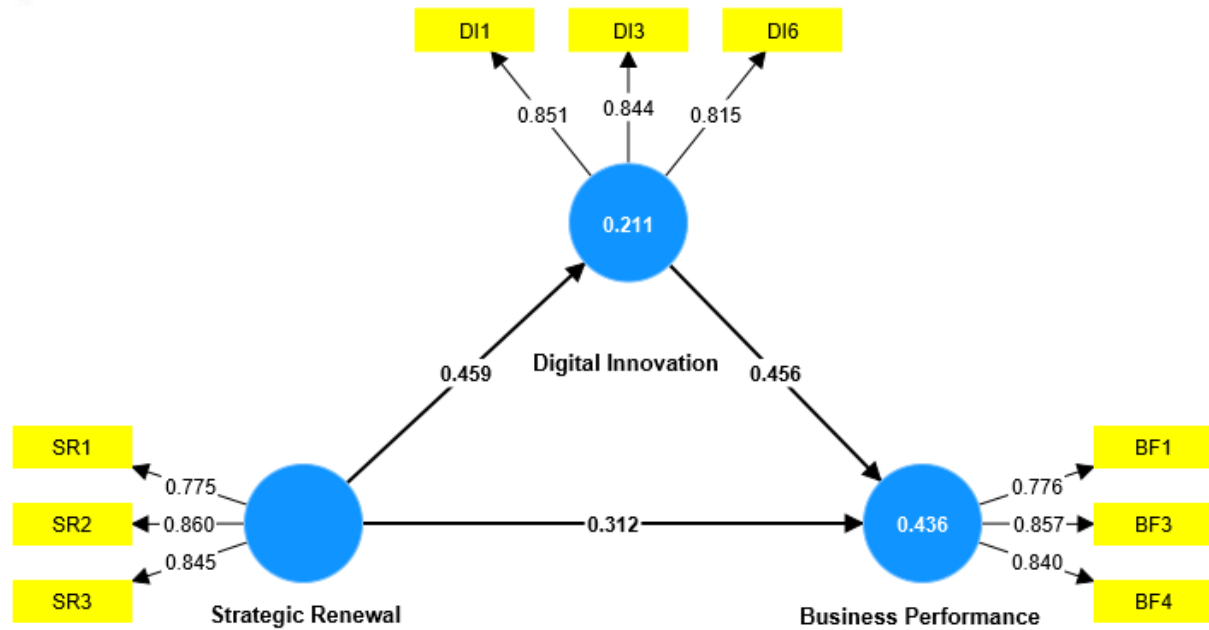 DI1 DI3 DI6
0.851 0.844 0.815
0.211
Digital Innovation
0.459 0.456
SR1 BF1
0.775 0.776
SR2 0.860 0.312 0.436 0.857 BF3
0.845 0.840
SR3 BF4
Strategic Renewal Business Performance